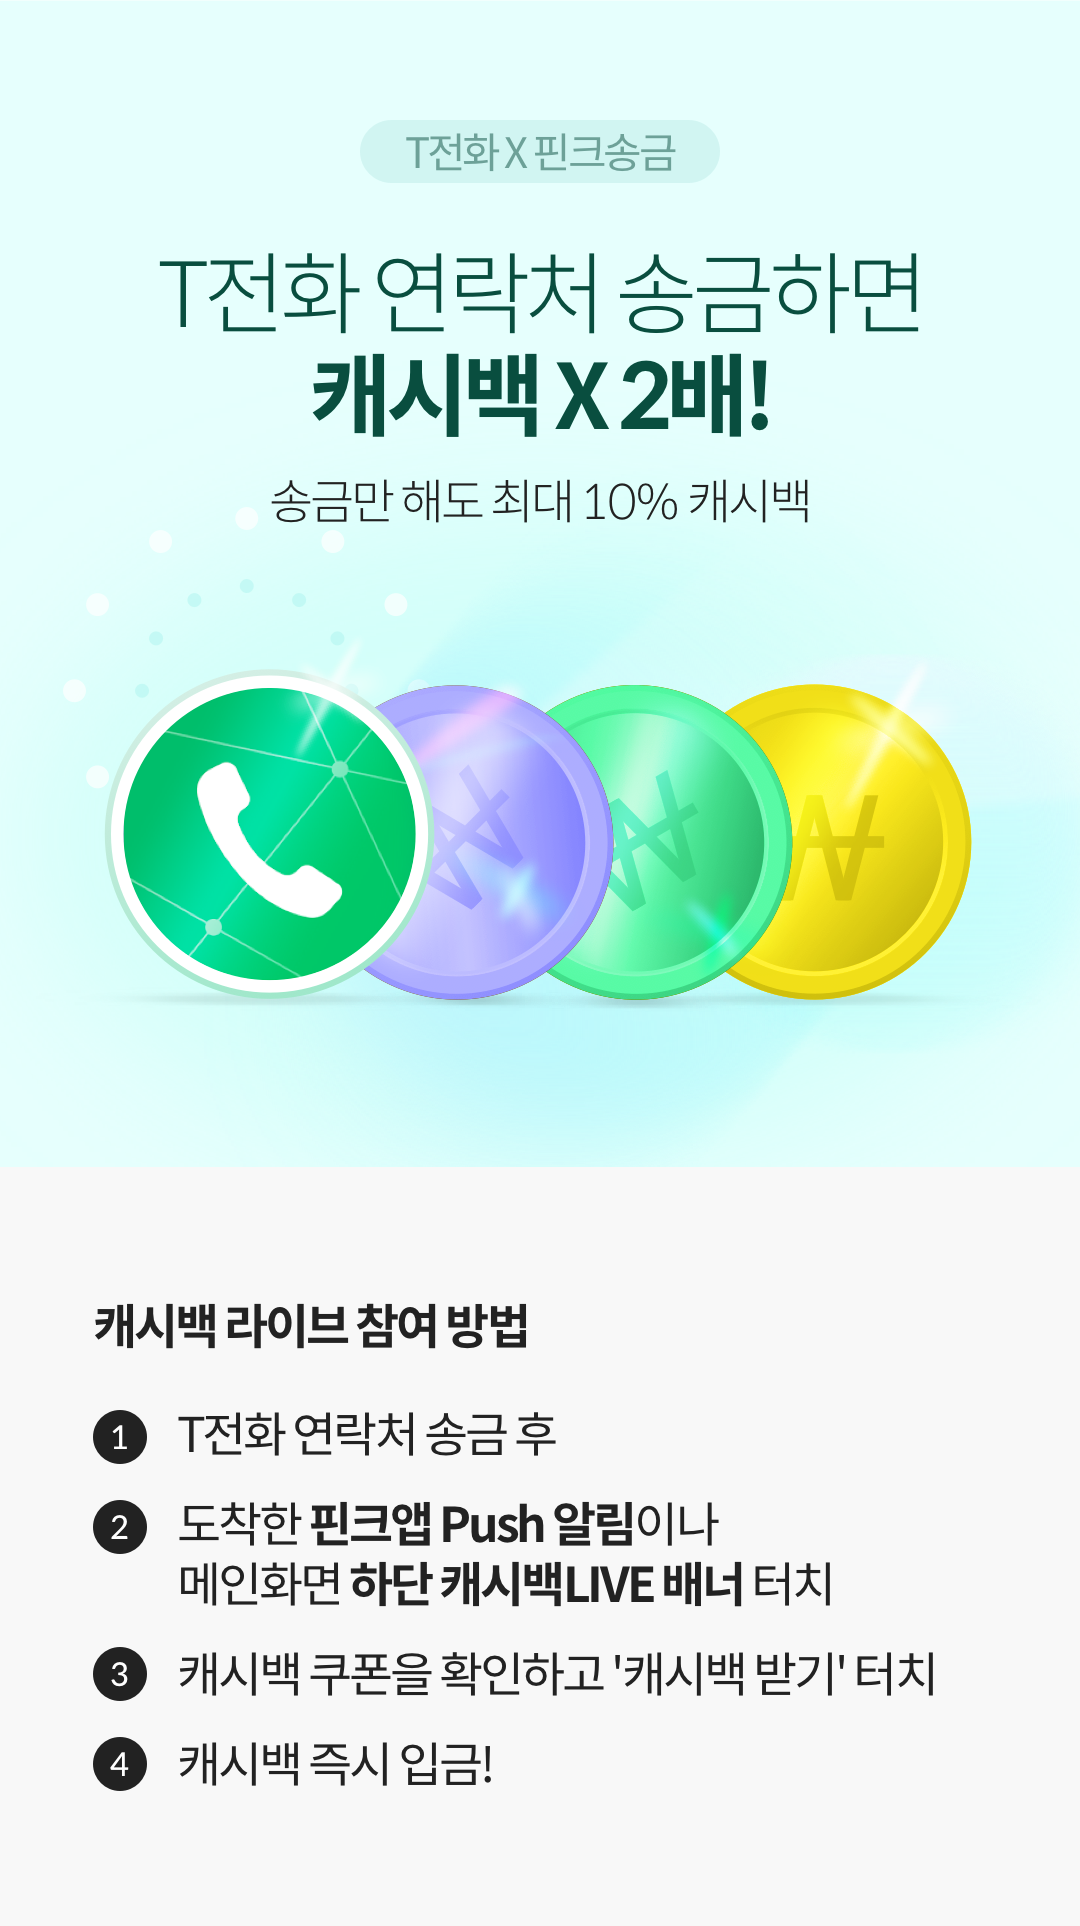 T전화 X 핀크송금
T전화 연락처 송금하면
캐시백 X 2배!
송금만 해도 최대 10% 캐시백
캐시백 라이브 참여 방법
1 T전화 연락처 송금 후
2 도착한 핀크앱 Push 알림이나
메인화면 하단 캐시백LIVE 배너 터치
3 캐시백 쿠폰을 확인하고 '캐시백 받기' 터치
4 캐시백 즉시 입금!